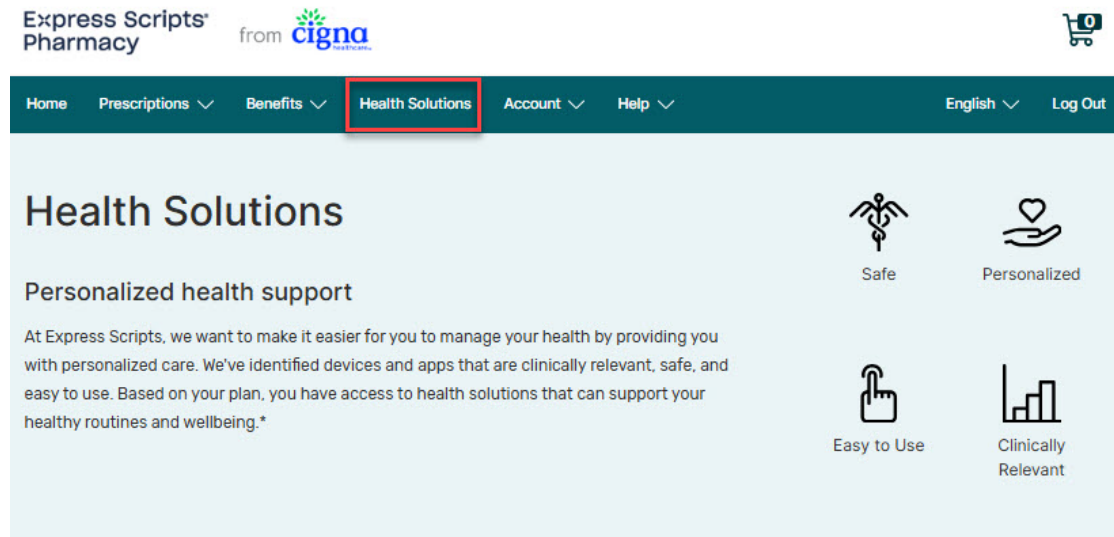 Express Scripts®
Pharmacy
from cigna
healthcare
0
Home Prescriptions Benefits Health Solutions Account Help English Log Out
Health Solutions
Personalized health support
At Express Scripts, we want to make it easier for you to manage your health by providing you
with personalized care. We've identified devices and apps that are clinically relevant, safe, and
easy to use. Based on your plan, you have access to health solutions that can support your
healthy routines and wellbeing.*
Safe
Personalized
Easy to Use
Clinically
Relevant